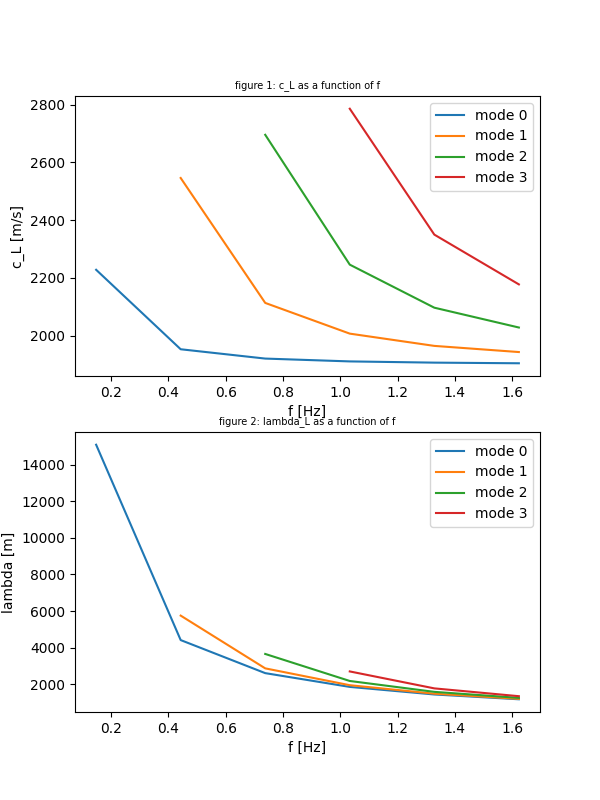 figure 1: c_L as a function of f
2800
2600
2400
2200
2000
c_L [m/s]
mode 0
mode 1
mode 2
mode 3
0.2 0.4 0.6 0.8 1.0 1.2 1.4 1.6
f [Hz]
figure 2: lambda_L as a function of f
14000
12000
10000
8000
6000
4000
2000
lambda [m]
mode 0
mode 1
mode 2
mode 3
0.2 0.4 0.6 0.8 1.0 1.2 1.4 1.6
f [Hz]